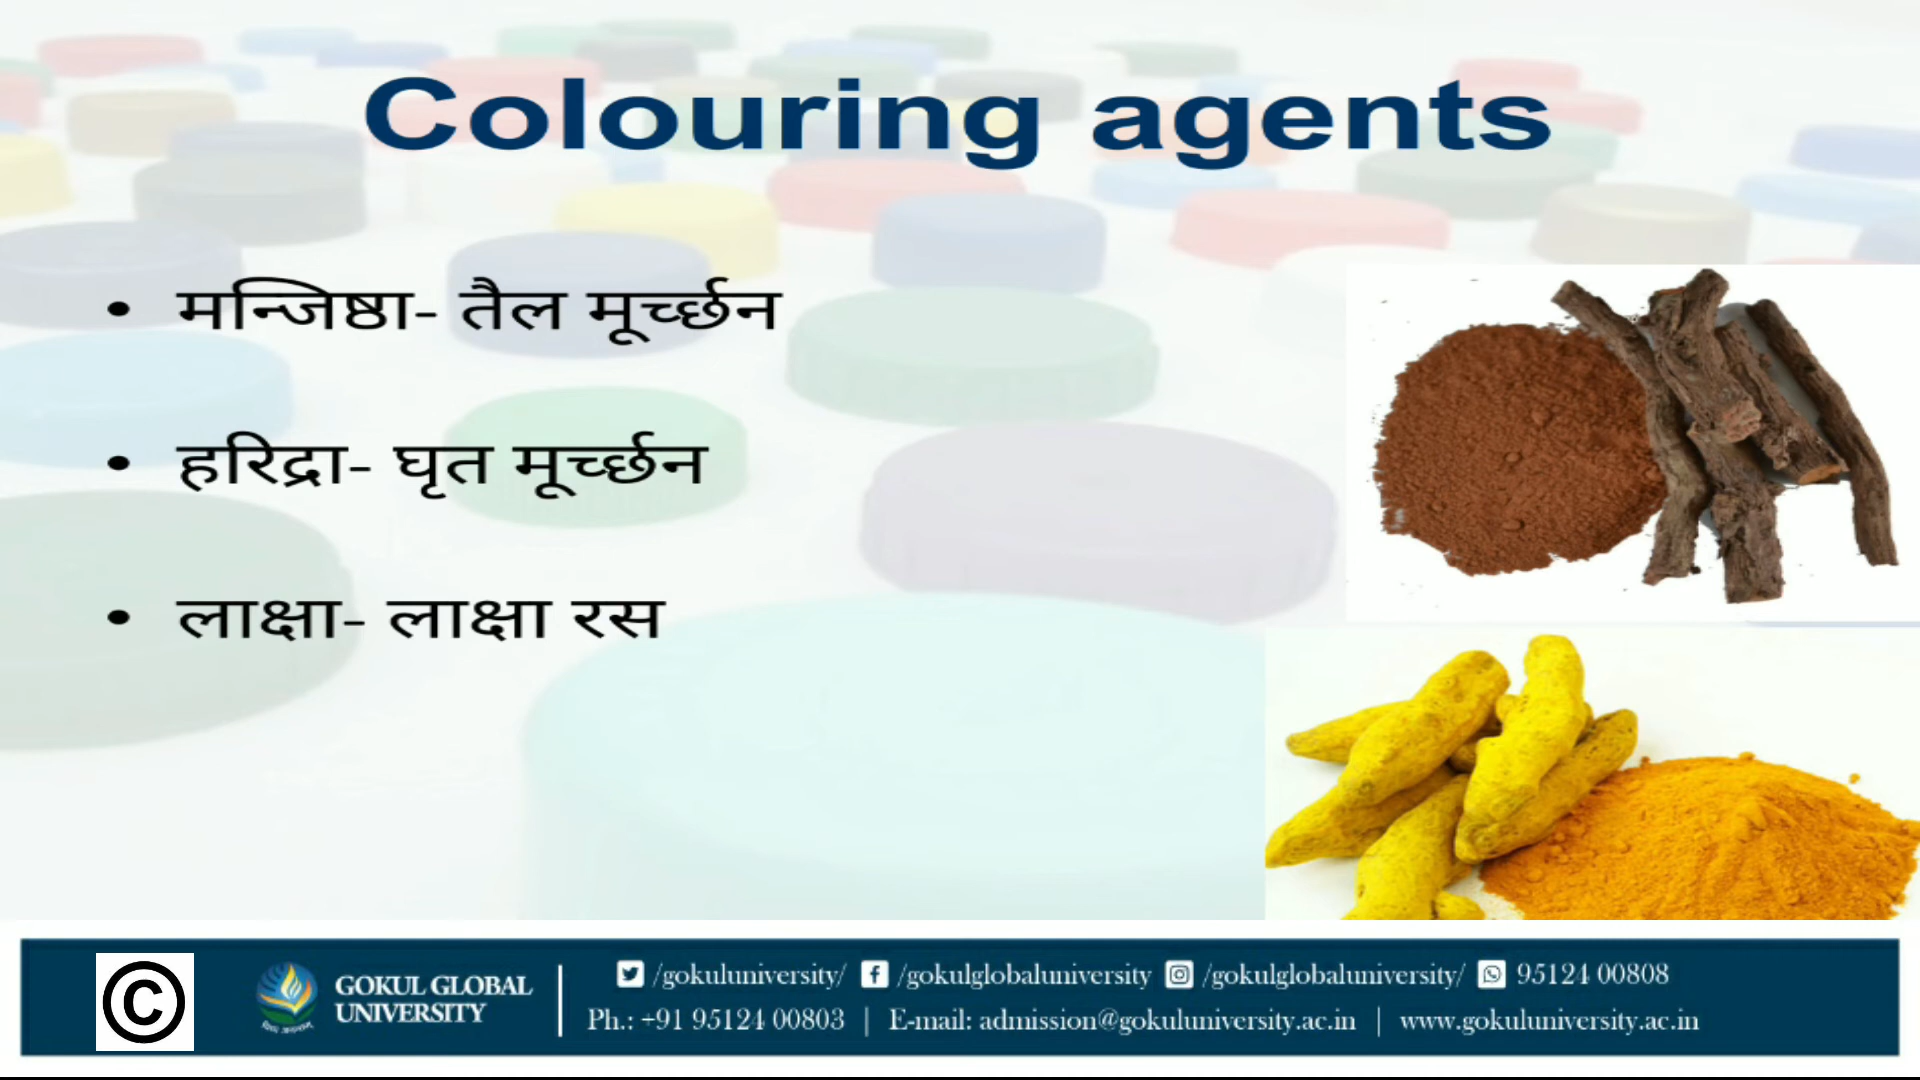 Colouring agents
• मन्जिष्ठा- तैल मूर्च्छन
• हरिद्रा- घृत मूर्च्छन
• लाक्षा- लाक्षा रस
©
GOKUL GLOBAL
UNIVERSITY
/gokuluniversity/ /gokulglobaluniversity /gokulglobaluniversity/ 95124 00808
Ph.: +91 95124 00803 | E-mail: admission@gokuluniversity.ac.in | www.gokuluniversity.ac.in